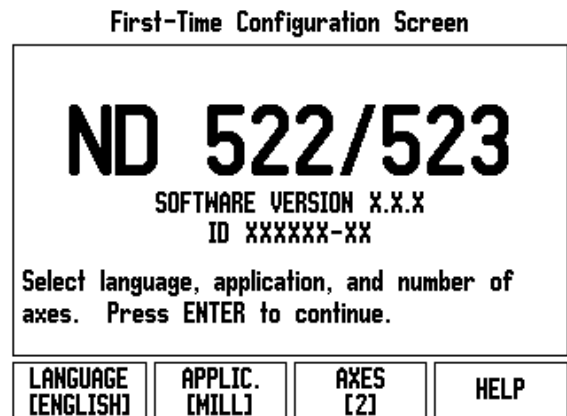 First-Time Configuration Screen
ND 522/523
SOFTWARE VERSION X.X.X
ID XXXXXX-XX
Select language, application, and number of
axes. Press ENTER to continue.
LANGUAGE APPLIC. AXES HELP
[ENGLISH] [MILL] [2]